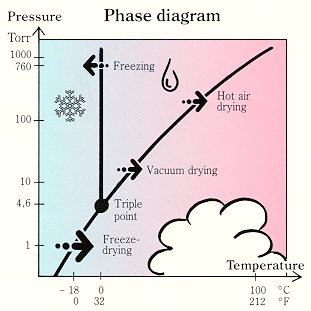 Pressure
Phase diagram
Torr
1000
760
Freezing
Hot air
drying
100
Vacuum drying
10
4,6
Triple
point
1
Freeze-
drying
Temperature
- 18 0 100 °C
0 32 212 °F